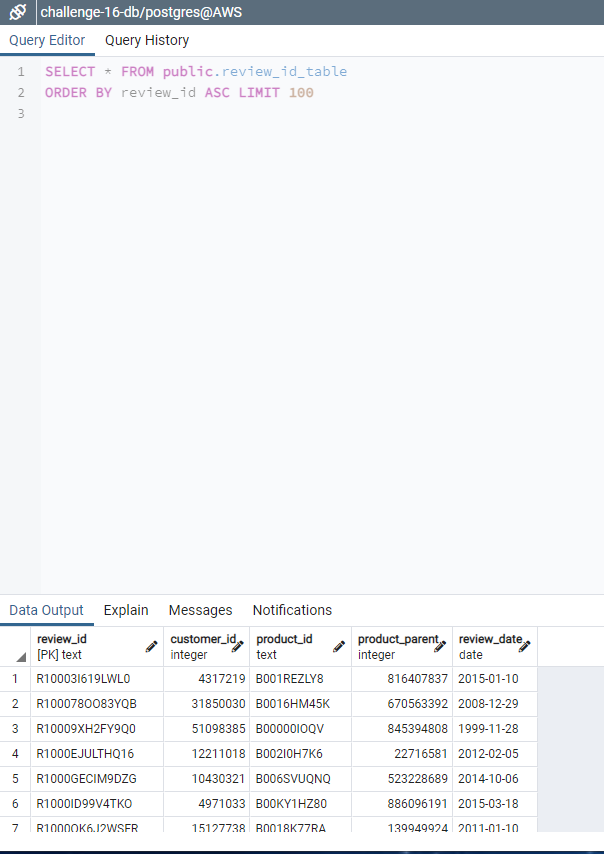 challenge-16-db/postgres@AWS
Query Editor Query History
1 SELECT * FROM public.review_id_table
2 ORDER BY review_id ASC LIMIT 100
3
Data Output Explain Messages Notifications
review_id customer_id product_id product_parent review_date
[PK] text integer text integer date
1 R10003I619LWL0 4317219 B001REZLY8 816407837 2015-01-10
2 R100078OO83YQB 31850030 B0016HM45K 670563392 2008-12-29
3 R10009XH2FY9Q0 51098385 B00000IOQV 845394808 1999-11-28
4 R1000EJULTHQ16 12211018 B002I0H7K6 22716581 2012-02-05
5 R1000GECIM9DZG 10430321 B006SVUQNQ 523228689 2014-10-06
6 R1000ID99V4TKO 4971033 B00KY1HZ80 886096191 2015-03-18
7 R1000OK6J2WSFR 15127738 B0018K77RA 139949924 2011-01-10